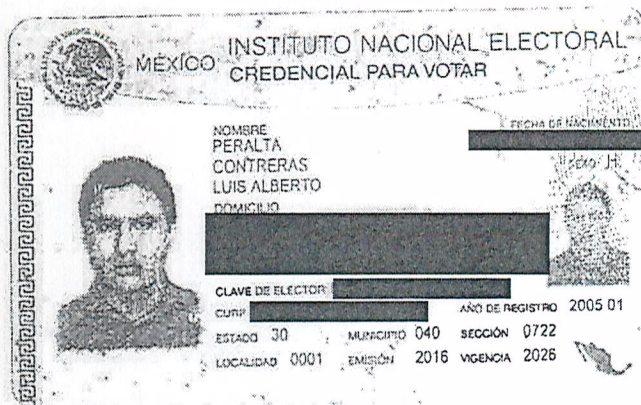 MÉXICO
INSTITUTO NACIONAL ELECTORAL
CREDENCIAL PARA VOTAR
NOMBRE
PERALTA
CONTRERAS
LUIS ALBERTO
FECHA DE NACIMIENTO
SEXO H
DOMICILIO
CLAVE DE ELECTOR
CURP
AÑO DE REGISTRO 2005 01
ESTADO 30 MUNICIPIO 040 SECCIÓN 0722
LOCALIDAD 0001 EMISIÓN 2016 VIGENCIA 2026